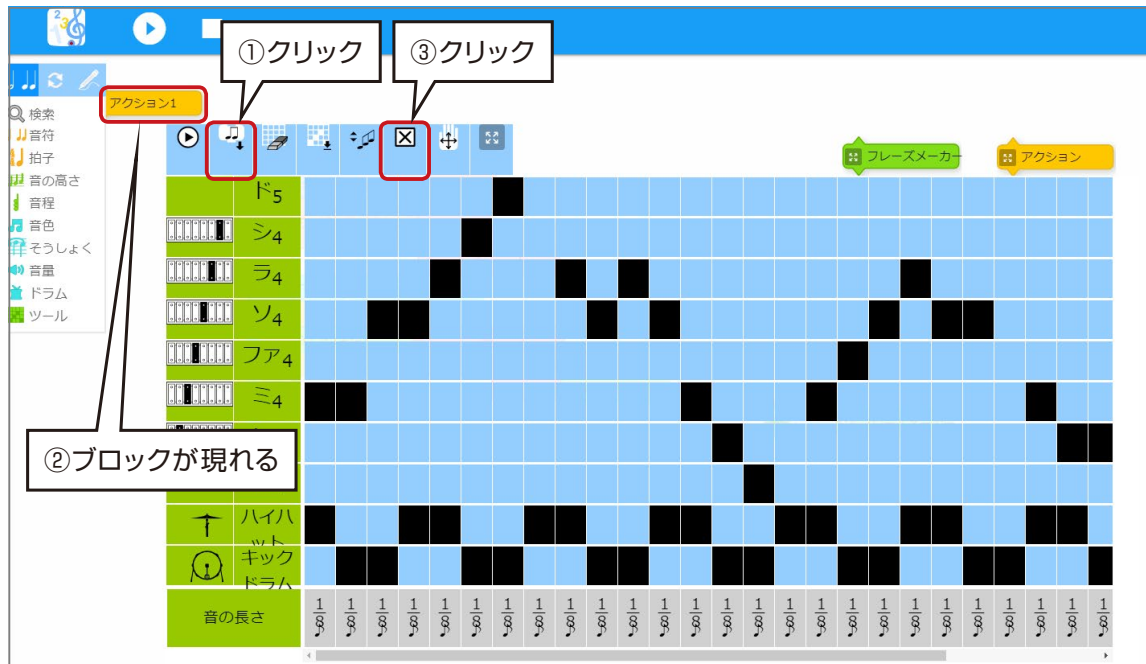 ①クリック
③クリック
アクション1
検索
音符
拍子
音の高さ
音程
音色
そうしょく
音量
ドラム
ツール
フレーズメーカー
アクション
ド5
シ4
ラ4
ソ4
ファ4
ミ4
②ブロックが現れる
ハイハ
ット
キック
ドラム
音の長さ
1/8 1/8 1/8 1/8 1/8 1/8 1/8 1/8 1/8 1/8 1/8 1/8 1/8 1/8 1/8 1/8 1/8 1/8 1/8 1/8 1/8 1/8 1/8 1/8 1/8 1/8